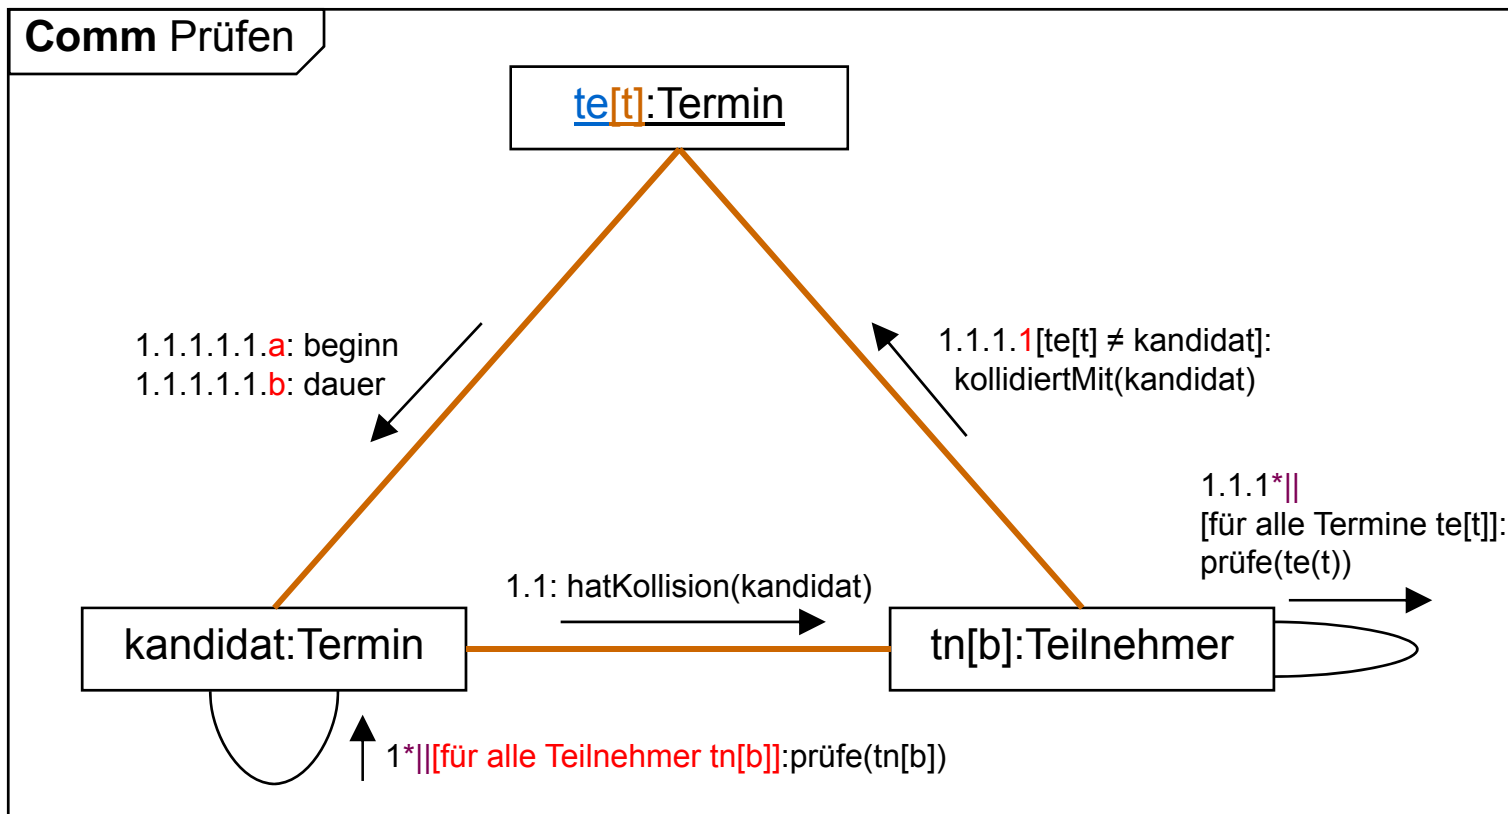 Comm Prüfen
te[t]:Termin
1.1.1.1.1.a: beginn
1.1.1.1.1.b: dauer
1.1.1.1[te[t] ≠ kandidat]:
kollidiertMit(kandidat)
1.1.1*||
[für alle Termine te[t]]:
prüfe(te(t))
1.1: hatKollision(kandidat)
kandidat:Termin
tn[b]:Teilnehmer
1*||[für alle Teilnehmer tn[b]]:prüfe(tn[b])